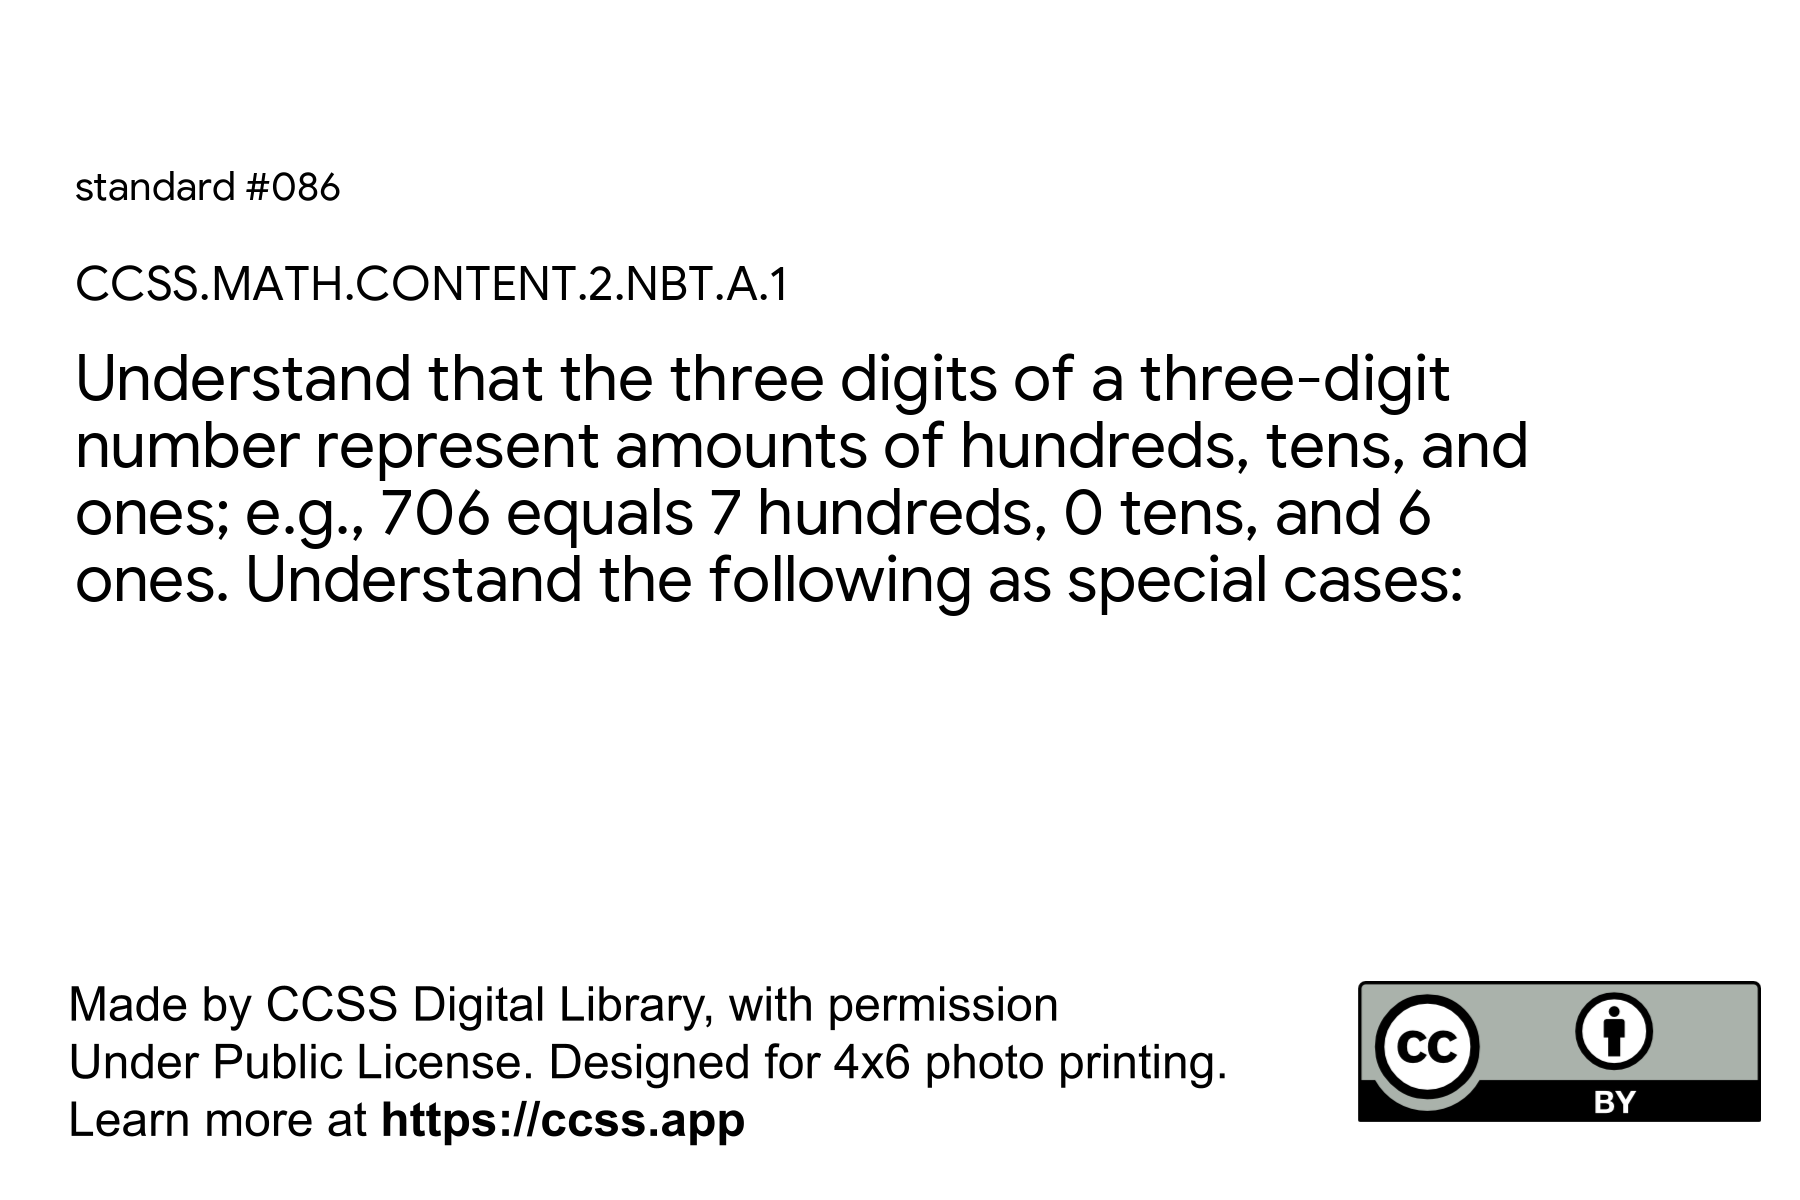 standard #086
CCSS.MATH.CONTENT.2.NBT.A.1
Understand that the three digits of a three-digit
number represent amounts of hundreds, tens, and
ones; e.g., 706 equals 7 hundreds, 0 tens, and 6
ones. Understand the following as special cases:
Made by CCSS Digital Library, with permission
Under Public License. Designed for 4x6 photo printing.
Learn more at https://ccss.app
CC
BY